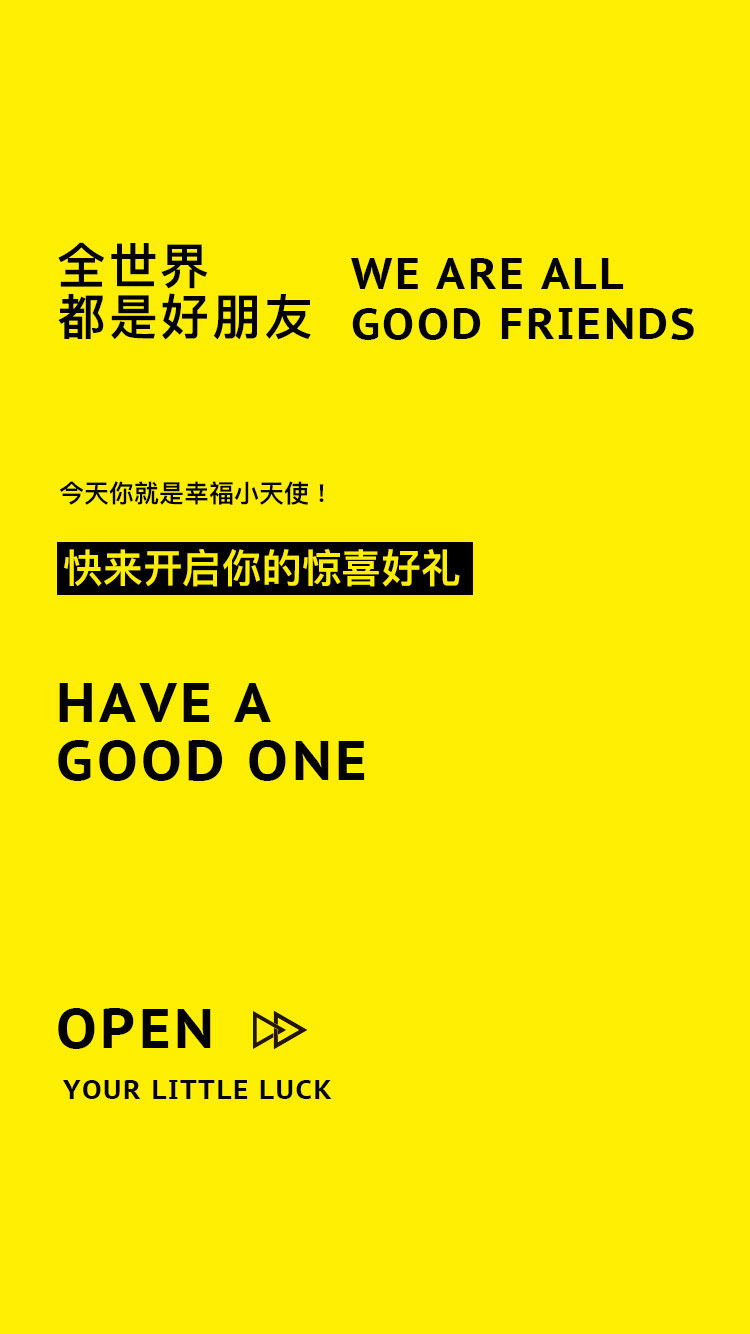 全世界
都是好朋友
WE ARE ALL
GOOD FRIENDS
今天你就是幸福小天使！
快来开启你的惊喜好礼
HAVE A
GOOD ONE
OPEN
YOUR LITTLE LUCK